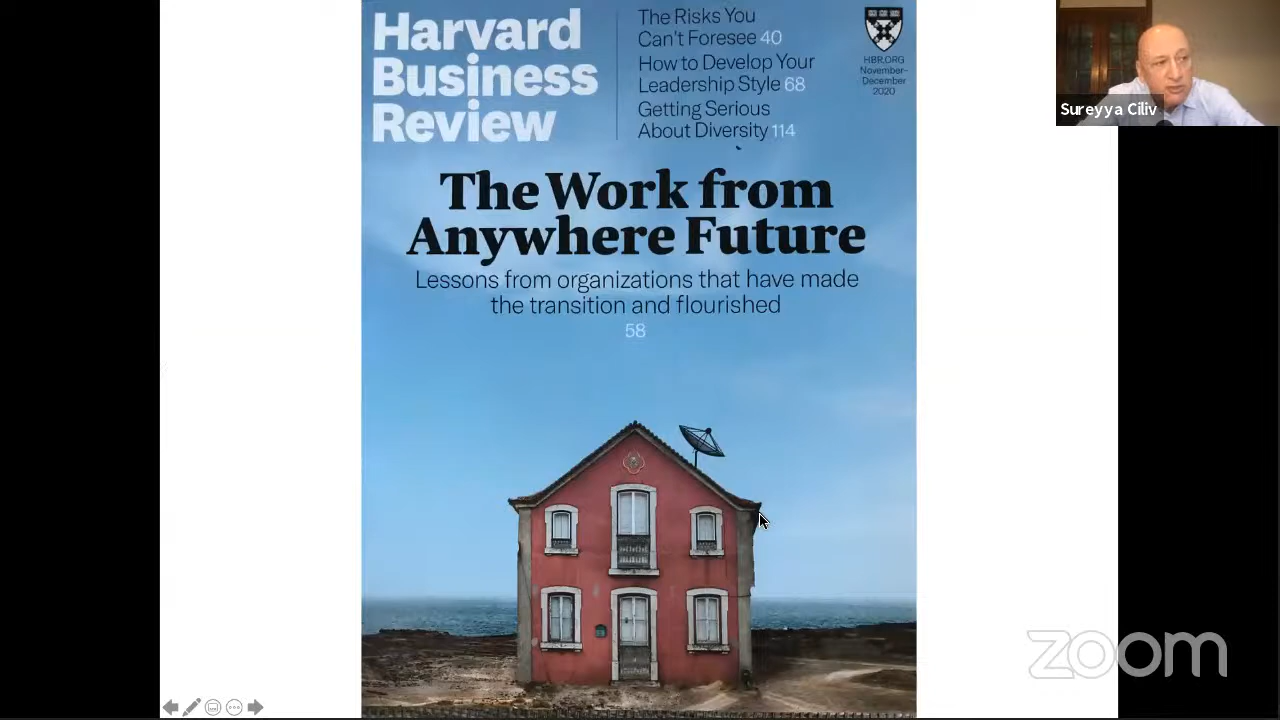 Harvard
Business
Review
The Risks You
Can't Foresee 40
How to Develop Your
Leadership Style 68
Getting Serious
About Diversity 114
HBR.ORG
November–
December
2020
Sureyya Ciliv
The Work from
Anywhere Future
Lessons from organizations that have made
the transition and flourished
58
zoom